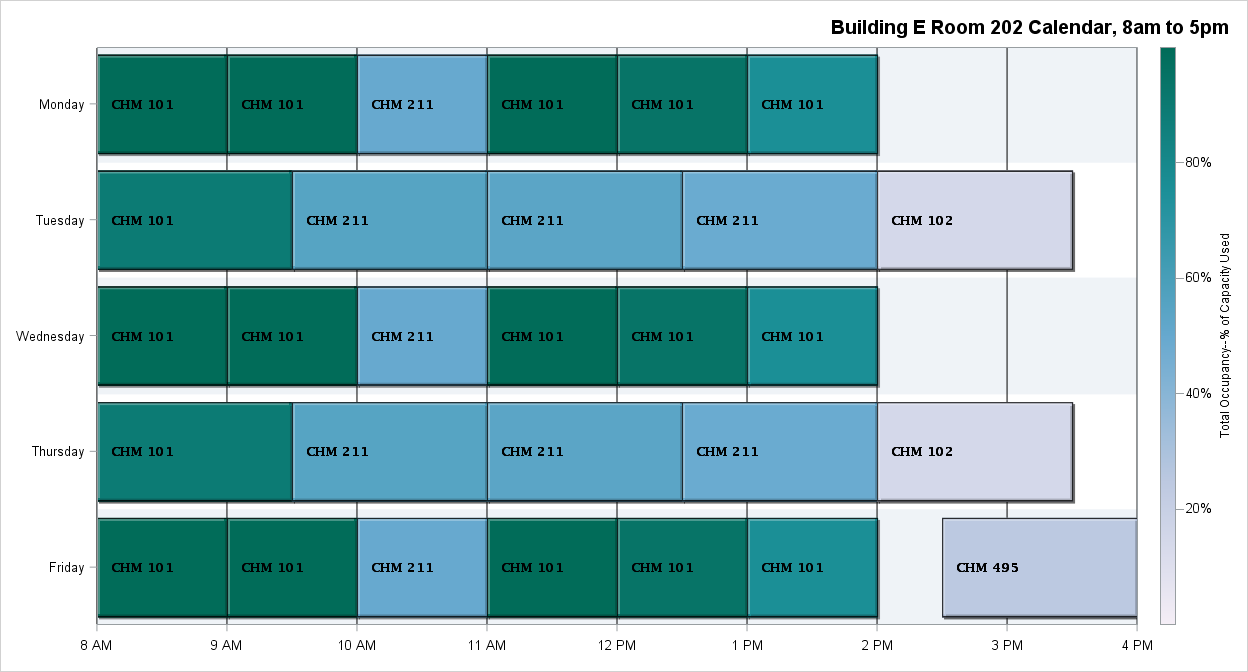 Building E Room 202 Calendar, 8am to 5pm
Monday
CHM 101
CHM 101
CHM 211
CHM 101
CHM 101
CHM 101
Tuesday
CHM 101
CHM 211
CHM 211
CHM 211
CHM 102
Wednesday
CHM 101
CHM 101
CHM 211
CHM 101
CHM 101
CHM 101
Thursday
CHM 101
CHM 211
CHM 211
CHM 211
CHM 102
Friday
CHM 101
CHM 101
CHM 211
CHM 101
CHM 101
CHM 101
CHM 495
8 AM
9 AM
10 AM
11 AM
12 PM
1 PM
2 PM
3 PM
4 PM
80%
60%
40%
20%
Total Occupancy--% of Capacity Used